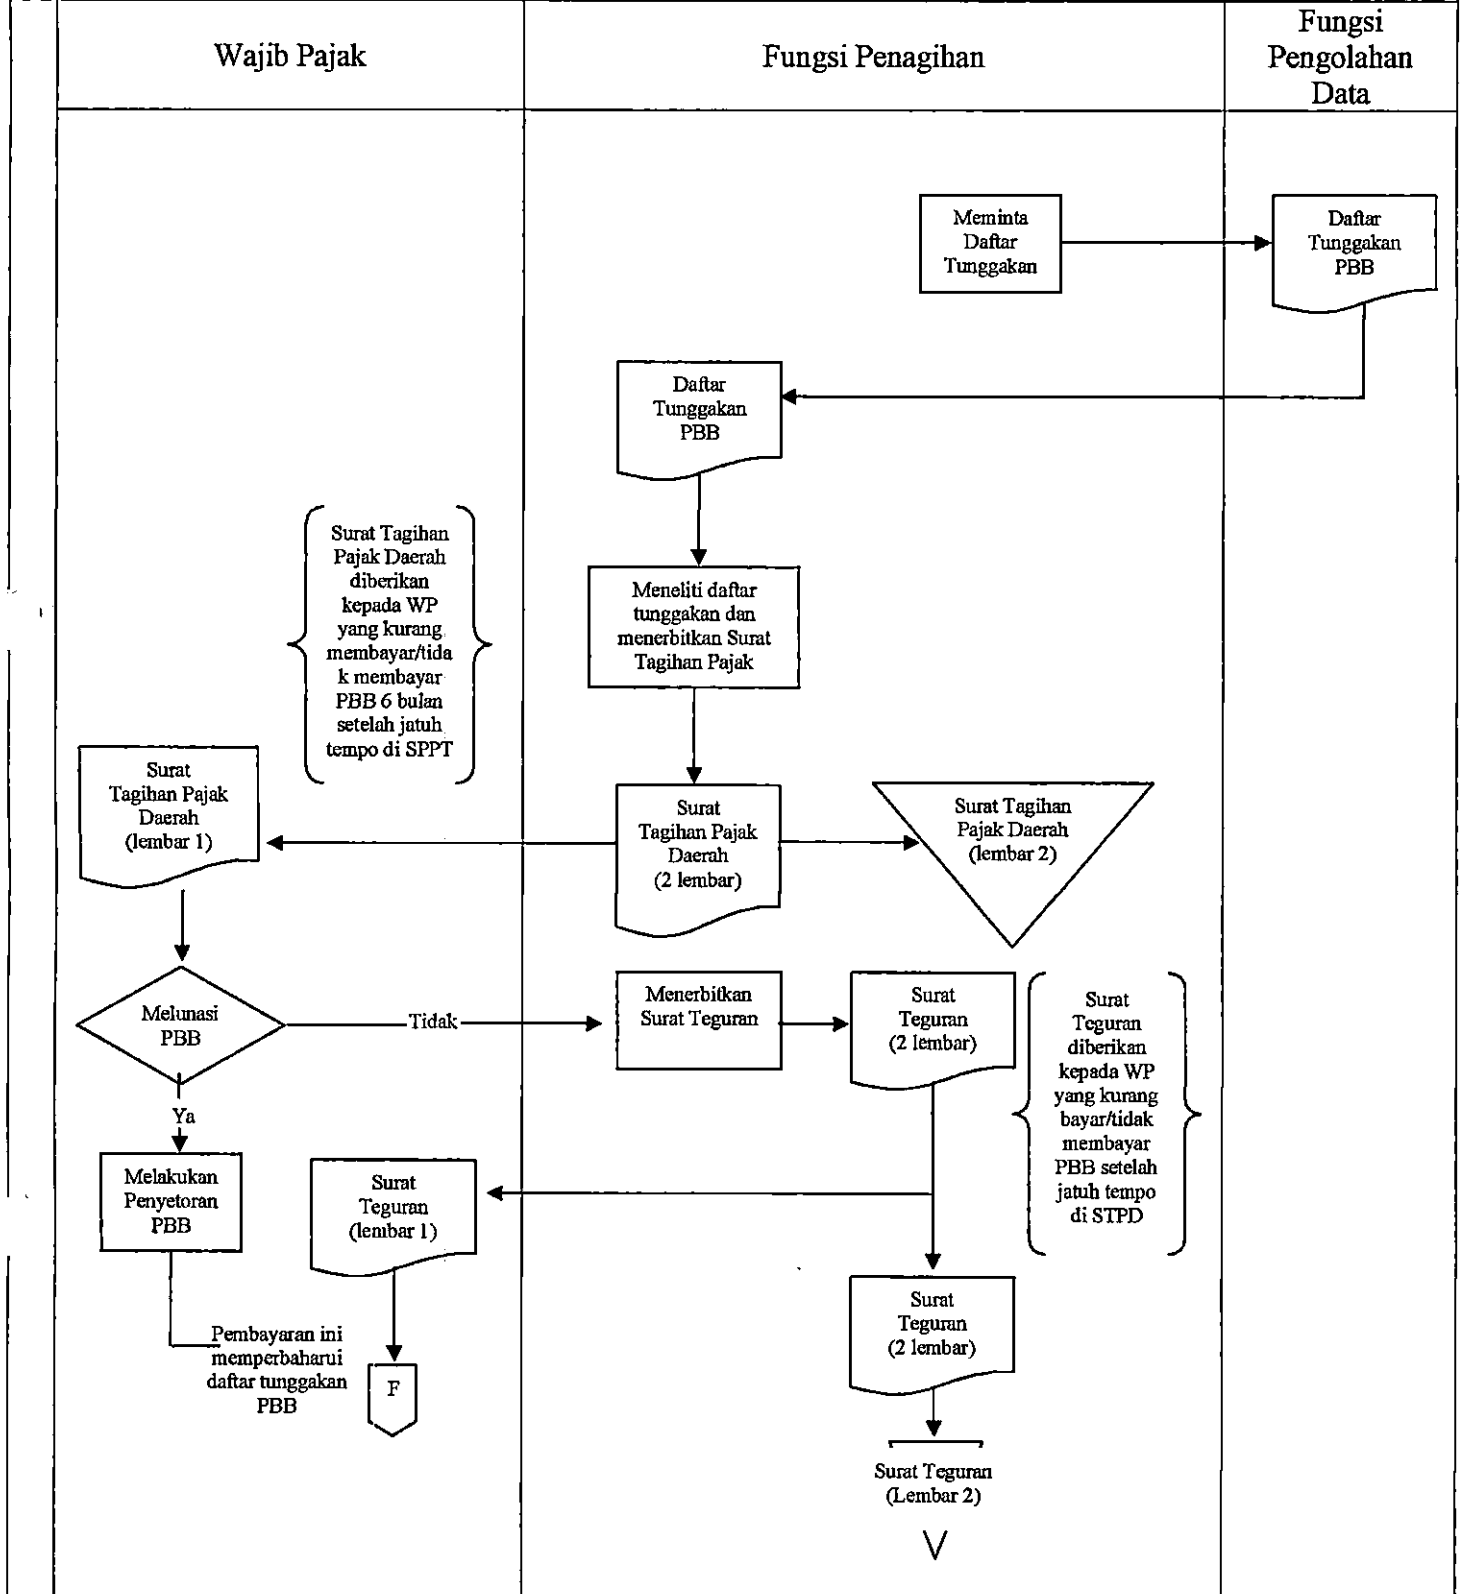 Wajib Pajak
Fungsi Penagihan
Fungsi
Pengolahan
Data
Meminta
Daftar
Tunggakan
Daftar
Tunggakan
PBB
Daftar
Tunggakan
PBB
Surat Tagihan
Pajak Daerah
diberikan
kepada WP
yang kurang
membayar/tida
k membayar
PBB 6 bulan
setelah jatuh
tempo di SPPT
Meneliti daftar
tunggakan dan
menerbitkan Surat
Tagihan Pajak
Surat
Tagihan Pajak
Daerah
(lembar 1)
Surat
Tagihan Pajak
Daerah
(2 lembar)
Surat Tagihan
Pajak Daerah
(lembar 2)
Melunasi
PBB
Tidak
Menerbitkan
Surat Teguran
Surat
Teguran
(2 lembar)
Surat
Teguran
diberikan
kepada WP
yang kurang
bayar/tidak
membayar
PBB setelah
jatuh tempo
di STPD
Ya
Melakukan
Penyetoran
PBB
Surat
Teguran
(lembar 1)
Surat
Teguran
(2 lembar)
Pembayaran ini
memperbaharui
daftar tunggakan
PBB
F
Surat Teguran
(Lembar 2)